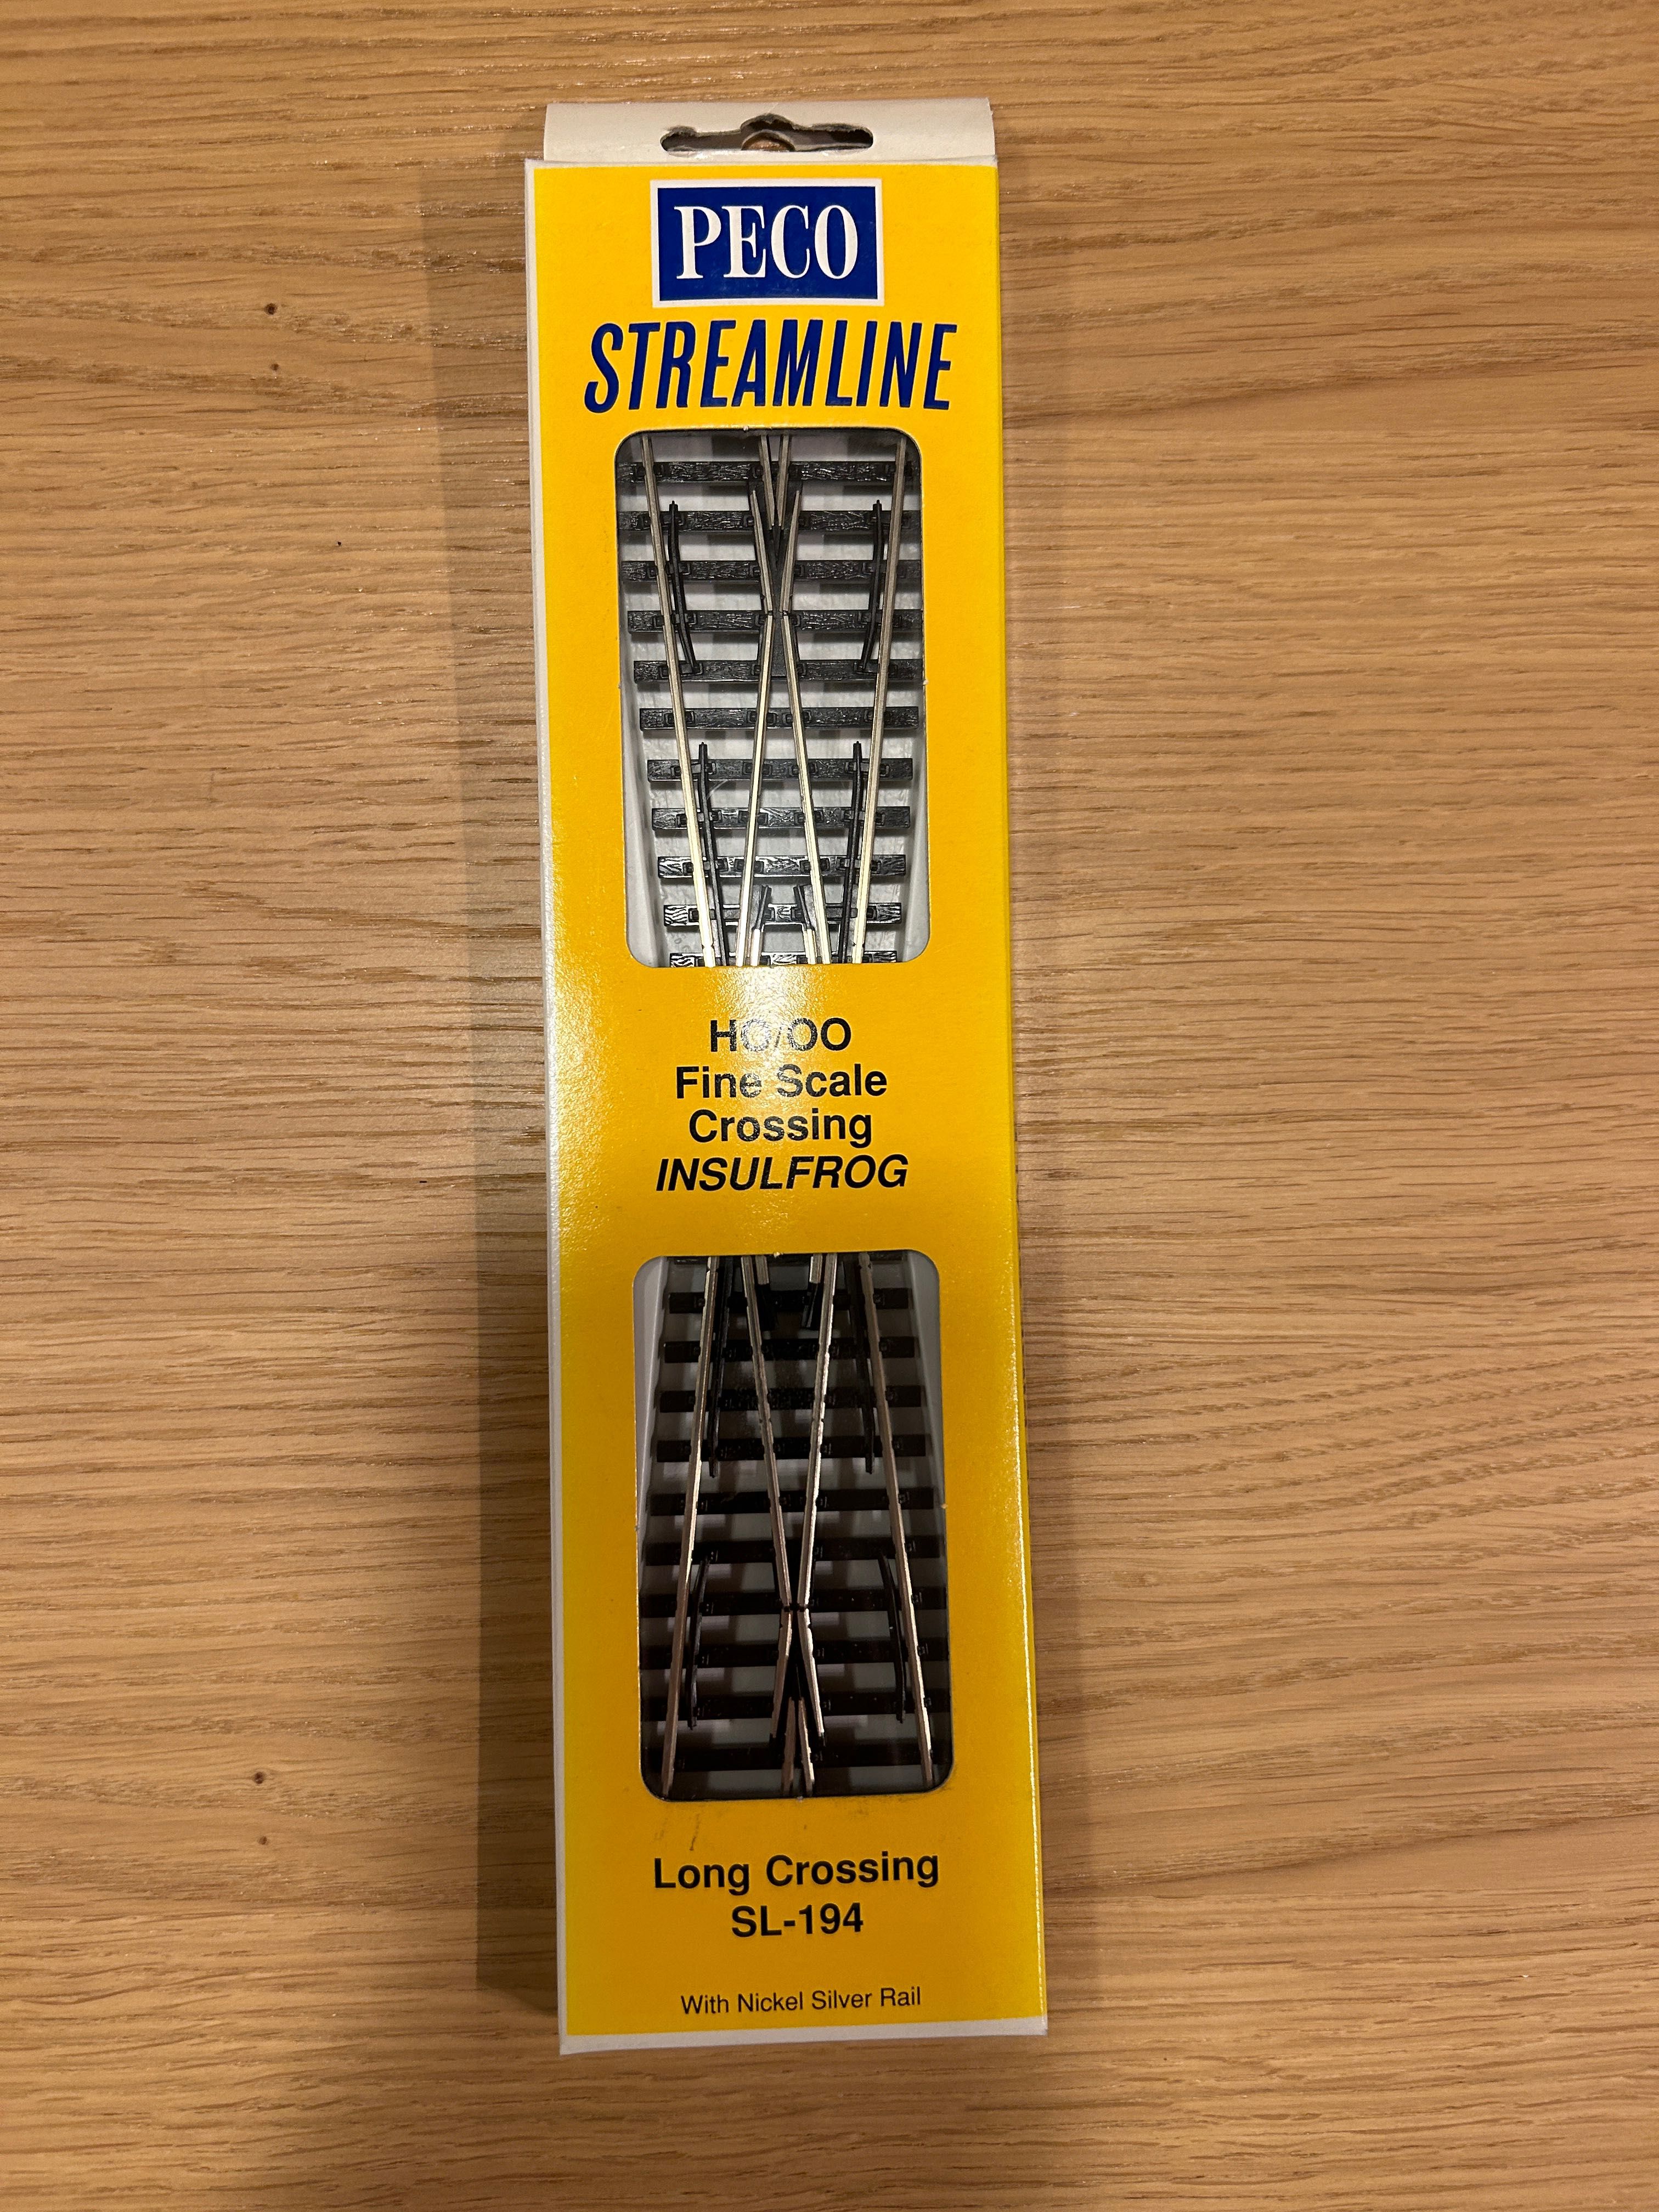 PECO
STREAMLINE
HO/OO
Fine Scale
Crossing
INSULFROG
Long Crossing
SL-194
With Nickel Silver Rail